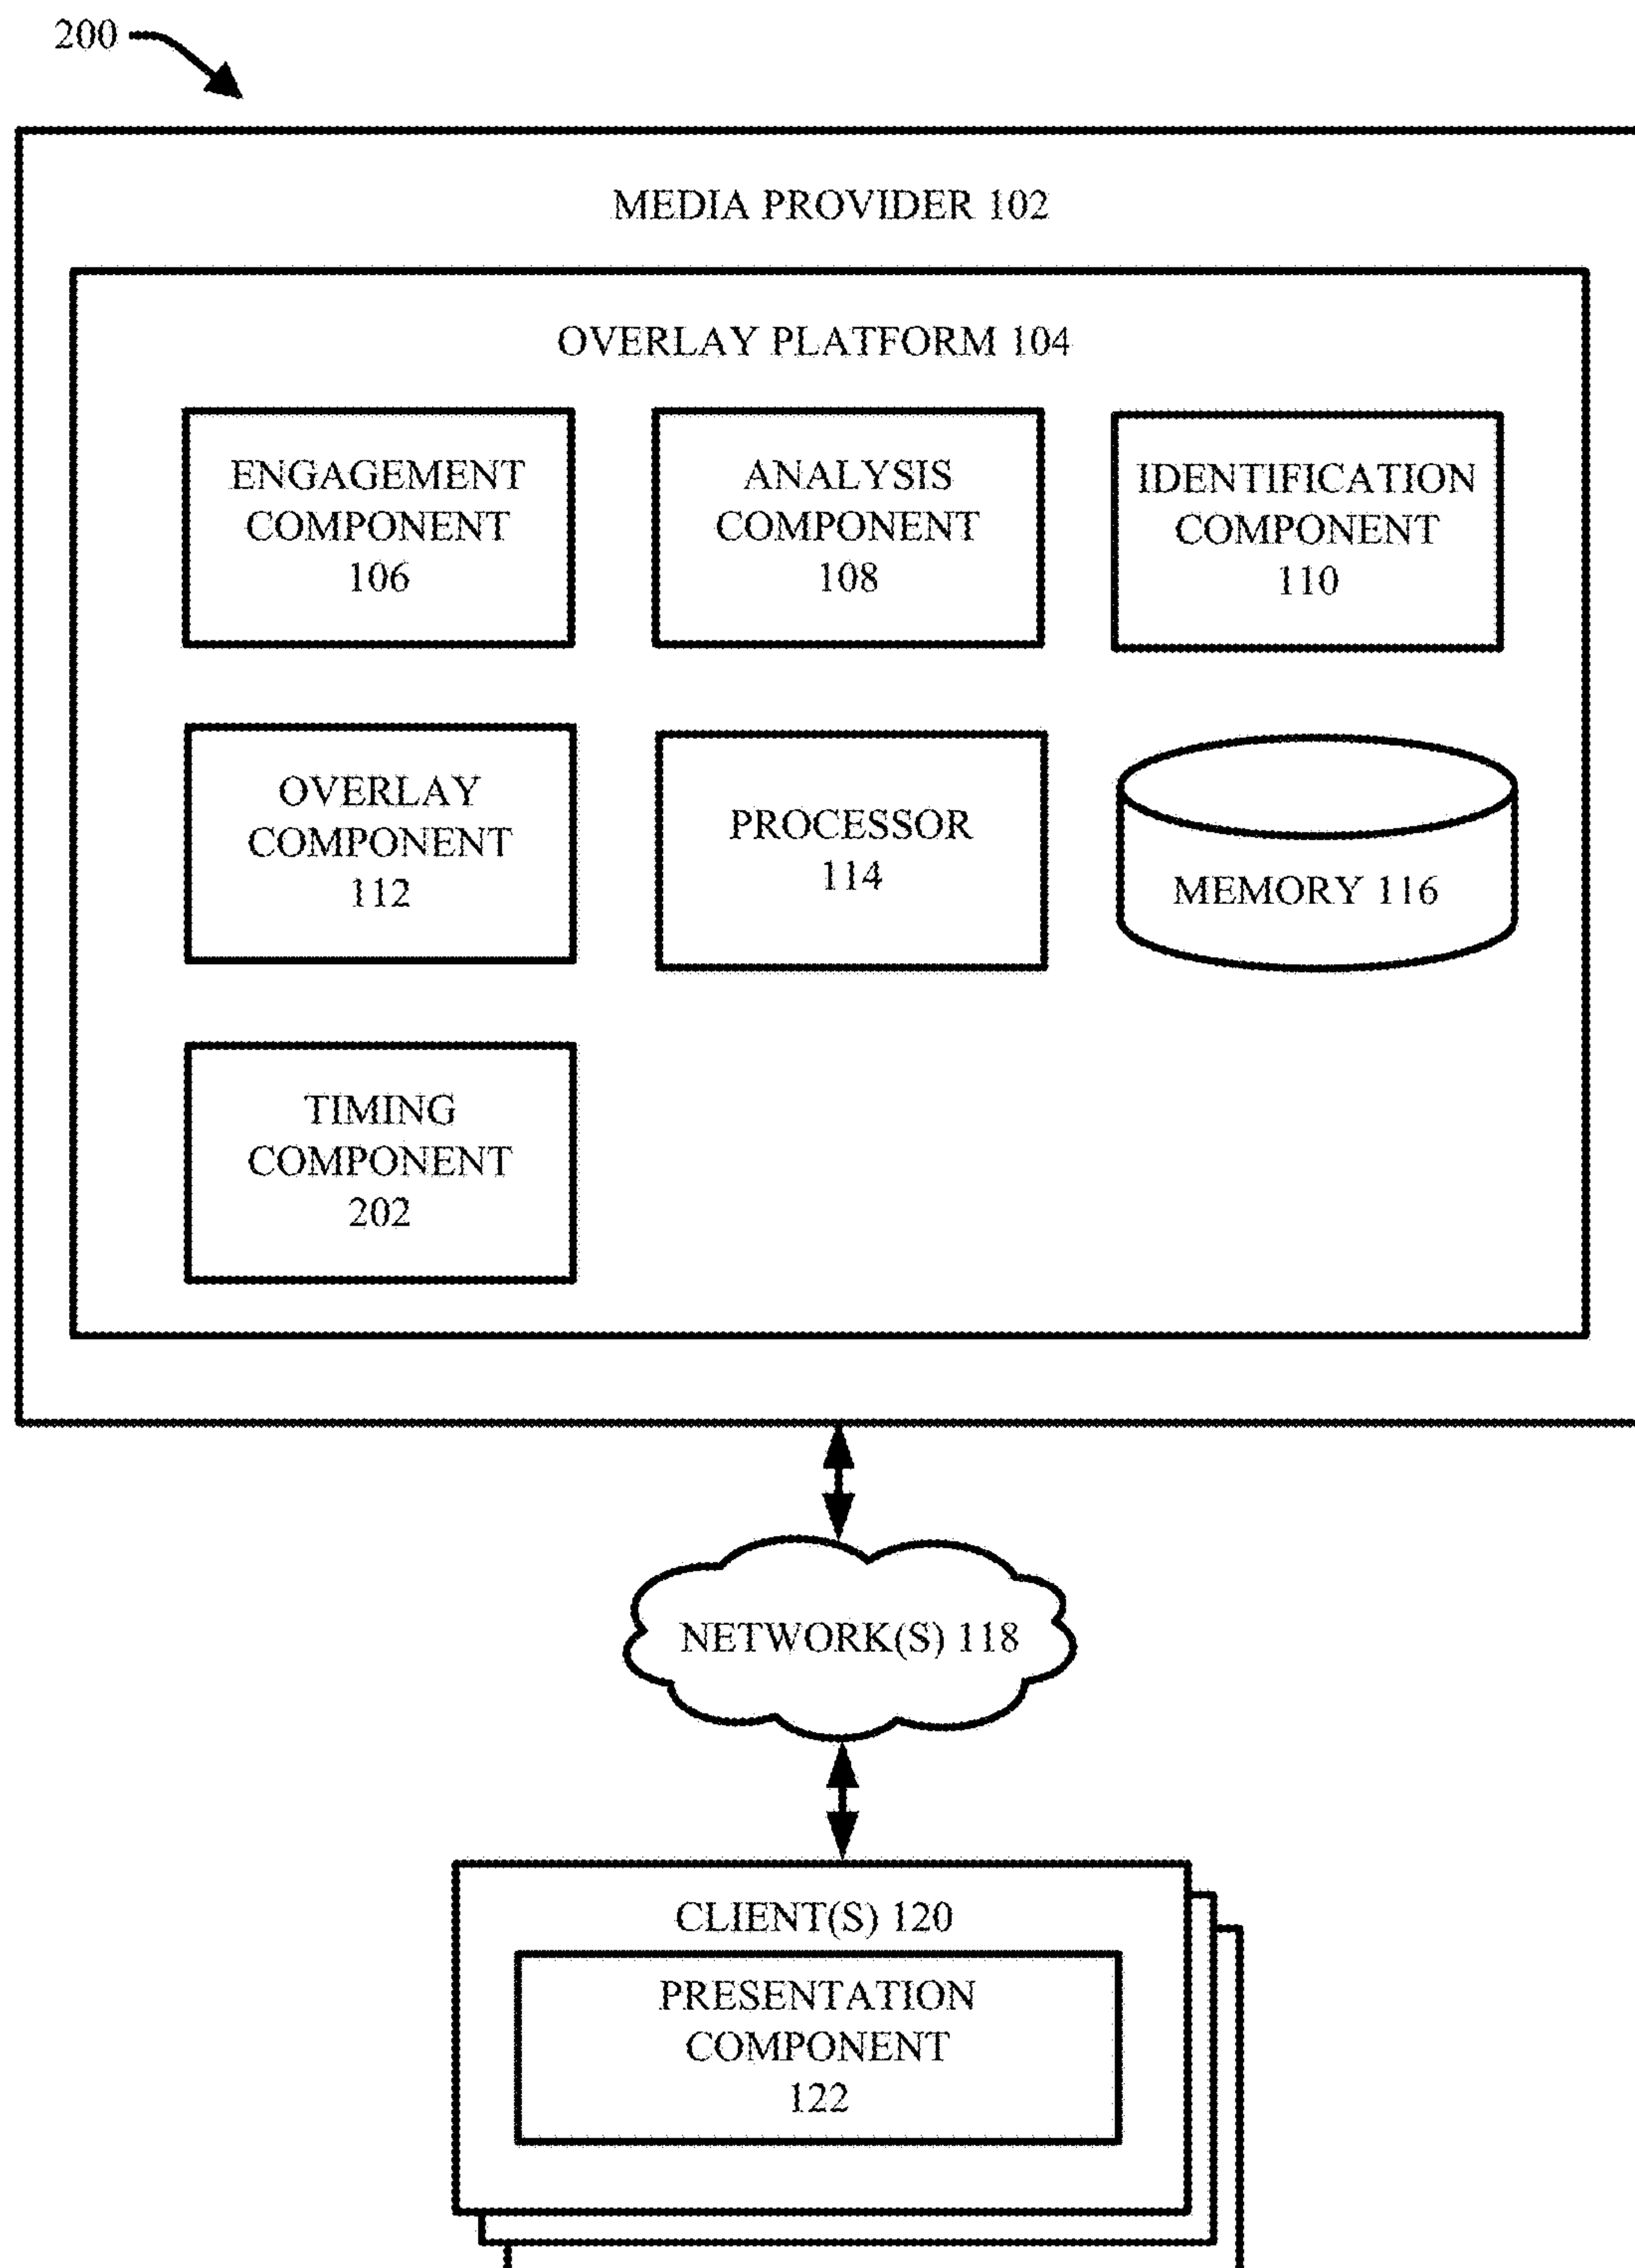 200
MEDIA PROVIDER 102
OVERLAY PLATFORM 104
ENGAGEMENT
COMPONENT
106
ANALYSIS
COMPONENT
108
IDENTIFICATION
COMPONENT
110
OVERLAY
COMPONENT
112
PROCESSOR
114
MEMORY 116
TIMING
COMPONENT
202
NETWORK(S) 118
CLIENT(S) 120
PRESENTATION
COMPONENT
122